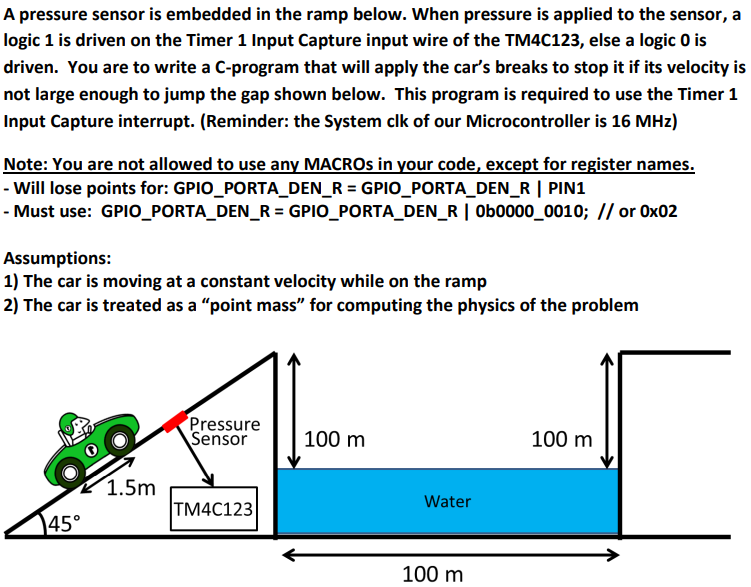 A pressure sensor is embedded in the ramp below. When pressure is applied to the sensor, a
logic 1 is driven on the Timer 1 Input Capture input wire of the TM4C123, else a logic 0 is
driven. You are to write a C-program that will apply the car's breaks to stop it if its velocity is
not large enough to jump the gap shown below. This program is required to use the Timer 1
Input Capture interrupt. (Reminder: the System clk of our Microcontroller is 16 MHz)
Note: You are not allowed to use any MACROs in your code, except for register names.
- Will lose points for: GPIO_PORTA_DEN_R = GPIO_PORTA_DEN_R | PIN1
- Must use: GPIO_PORTA_DEN_R = GPIO_PORTA_DEN_R | 0b0000_0010; // or 0x02
Assumptions:
1) The car is moving at a constant velocity while on the ramp
2) The car is treated as a "point mass" for computing the physics of the problem
Pressure
Sensor
100 m
100 m
1.5m
TM4C123
Water
45°
100 m